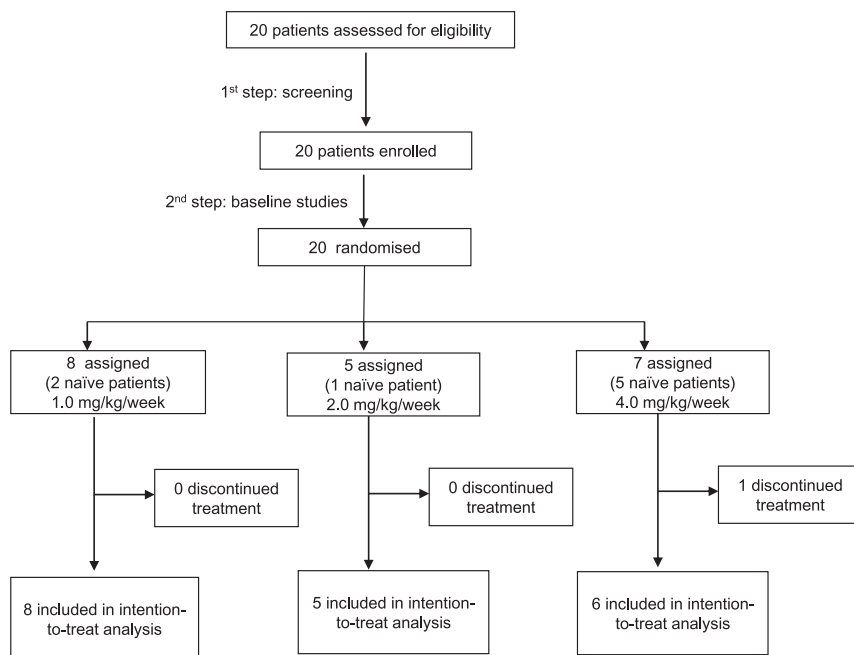 20 patients assessed for eligibility
1st step: screening
20 patients enrolled
2nd step: baseline studies
20 randomised
8 assigned
(2 naïve patients)
1.0 mg/kg/week
5 assigned
(1 naïve patient)
2.0 mg/kg/week
7 assigned
(5 naïve patients)
4.0 mg/kg/week
0 discontinued
treatment
0 discontinued
treatment
1 discontinued
treatment
8 included in intention-
to-treat analysis
5 included in intention-
to-treat analysis
6 included in intention-
to-treat analysis